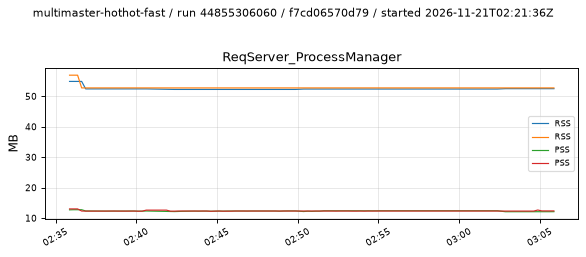 multimaster-hothot-fast / run 44855306060 / f7cd06570d79 / started 2026-11-21T02:21:36Z
ReqServer_ProcessManager
MB
50
40
30
20
10
RSS
RSS
PSS
PSS
02:35
02:40
02:45
02:50
02:55
03:00
03:05